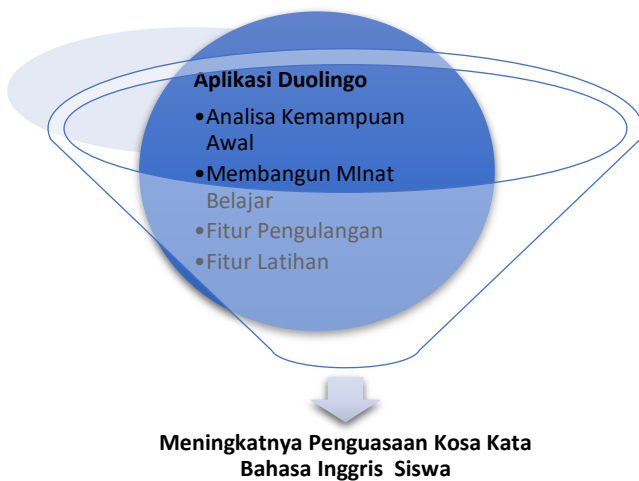 Aplikasi Duolingo
•Analisa Kemampuan
Awal
•Membangun MInat
Belajar
•Fitur Pengulangan
•Fitur Latihan
Meningkatnya Penguasaan Kosa Kata
Bahasa Inggris Siswa